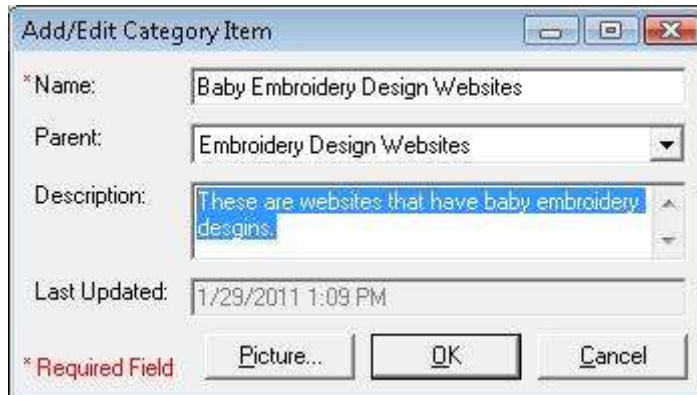 Add/Edit Category Item
*Name:
Baby Embroidery Design Websites
Parent:
Embroidery Design Websites
Description:
These are websites that have baby embroidery
desgins.
Last Updated:
1/29/2011 1:09 PM
* Required Field
Picture...
OK
Cancel